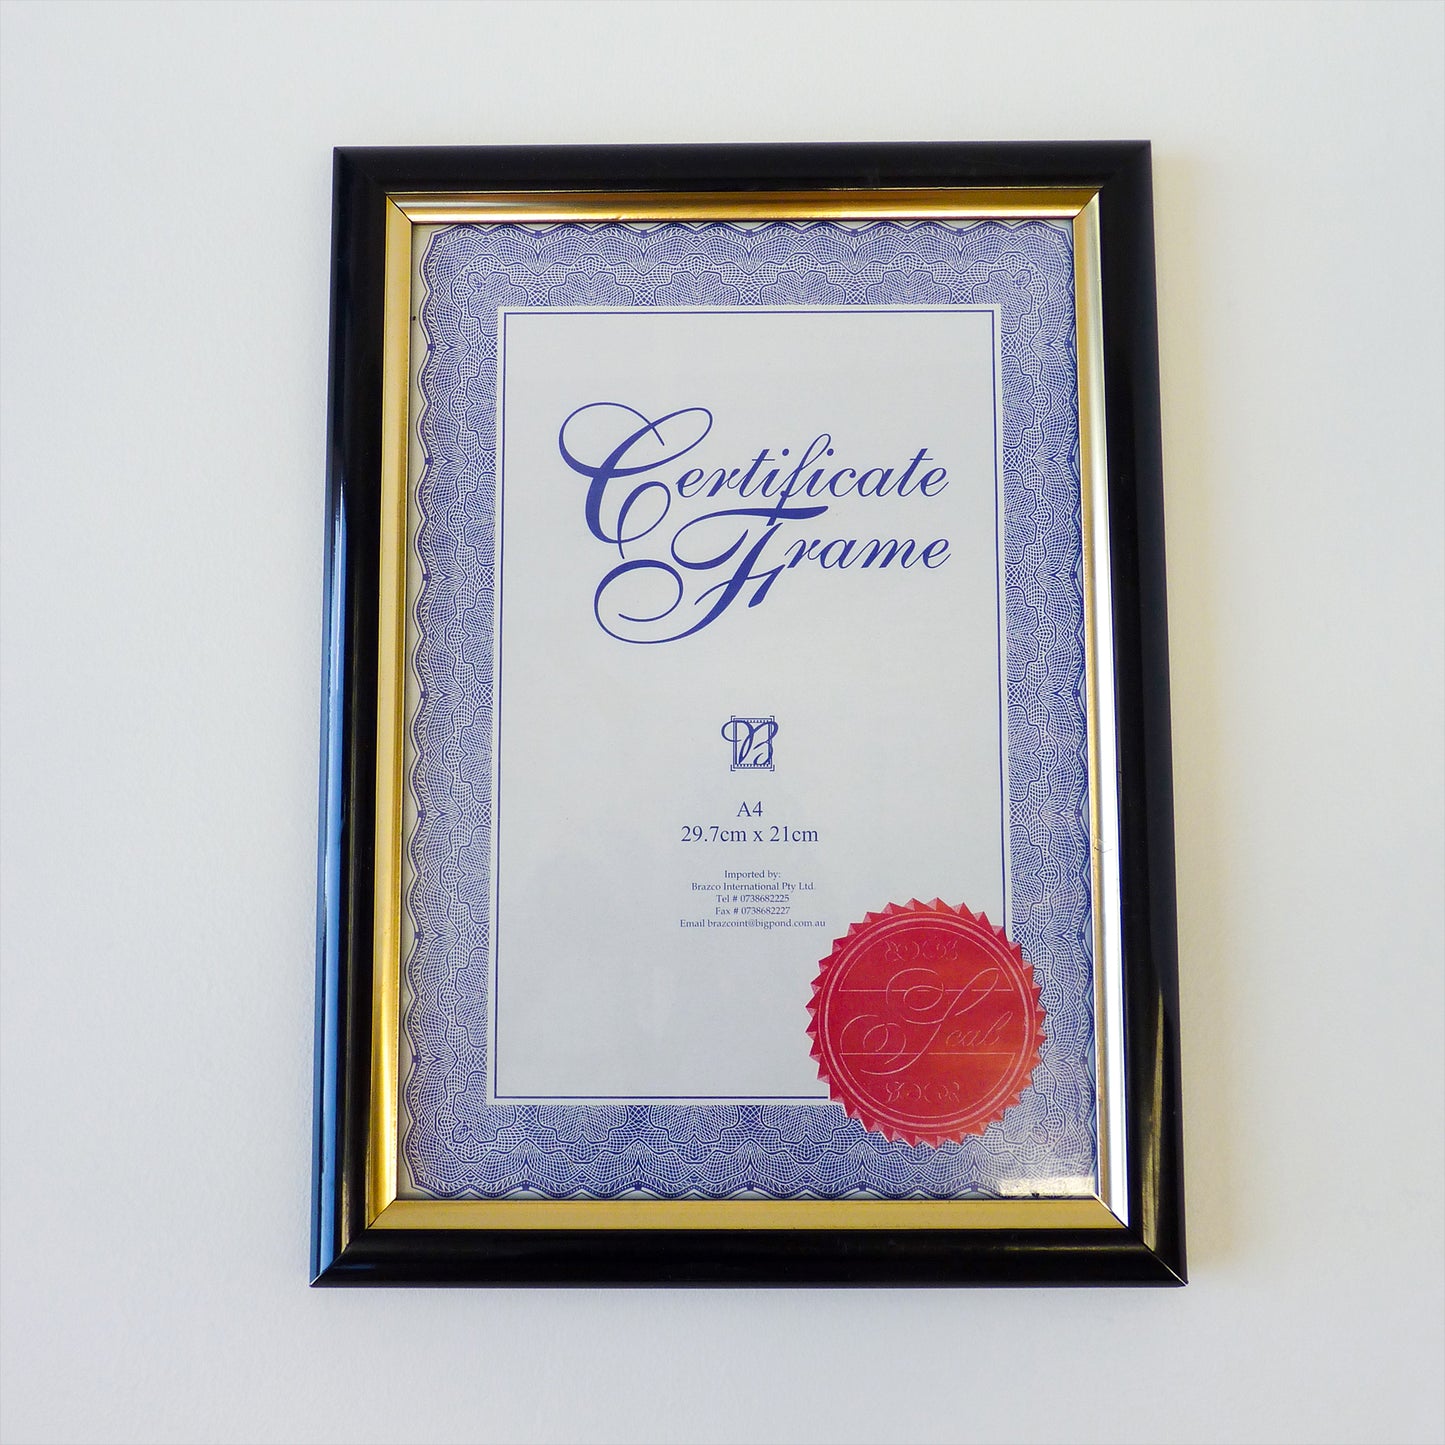 Certificate
Frame
B
A4
29.7cm x 21cm
Imported by:
Brazco International Pty Ltd.
Tel # 0738682225
Fax # 0738682227
Email brazcoint@bigpond.com.au
Seal